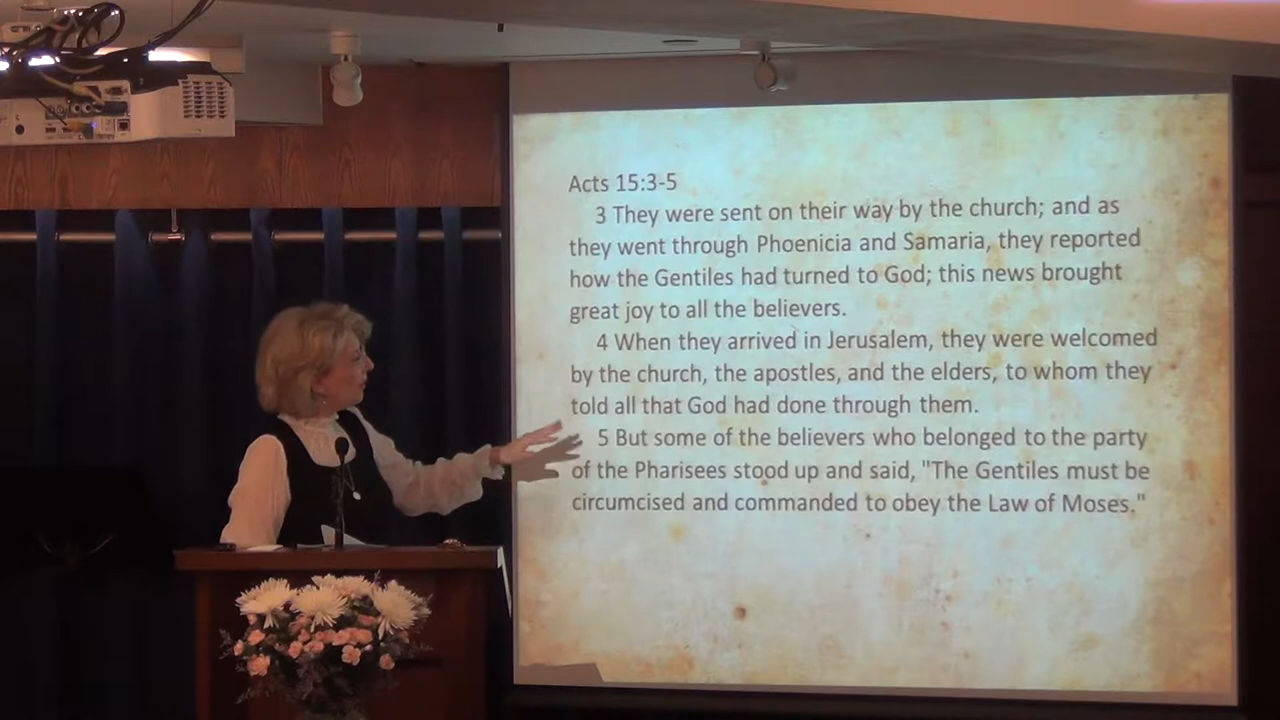 Acts 15:3-5
3 They were sent on their way by the church; and as
they went through Phoenicia and Samaria, they reported
how the Gentiles had turned to God; this news brought
great joy to all the believers.
4 When they arrived in Jerusalem, they were welcomed
by the church, the apostles, and the elders, to whom they
told all that God had done through them.
5 But some of the believers who belonged to the party
of the Pharisees stood up and said, "The Gentiles must be
circumcised and commanded to obey the Law of Moses."